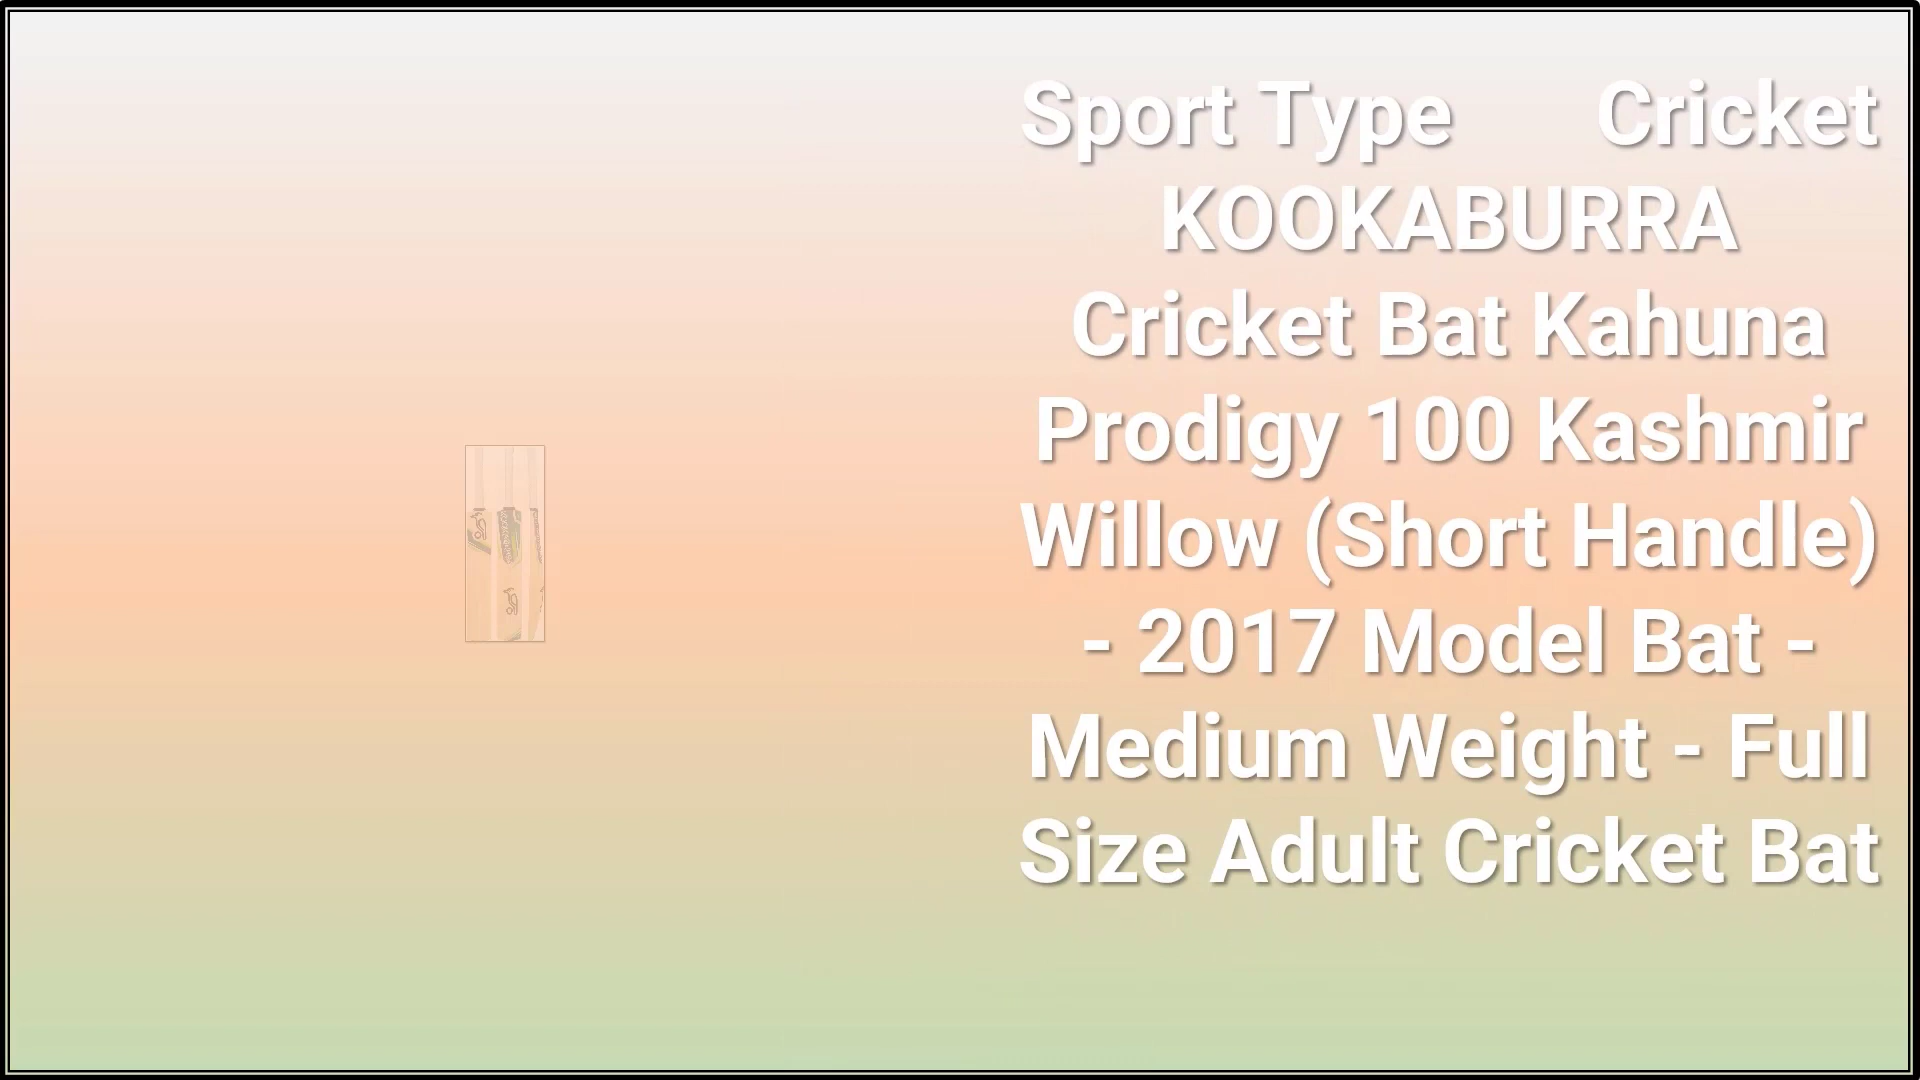 Sport Type Cricket
KOOKABURRA
Cricket Bat Kahuna
Prodigy 100 Kashmir
Willow (Short Handle)
- 2017 Model Bat -
Medium Weight - Full
Size Adult Cricket Bat